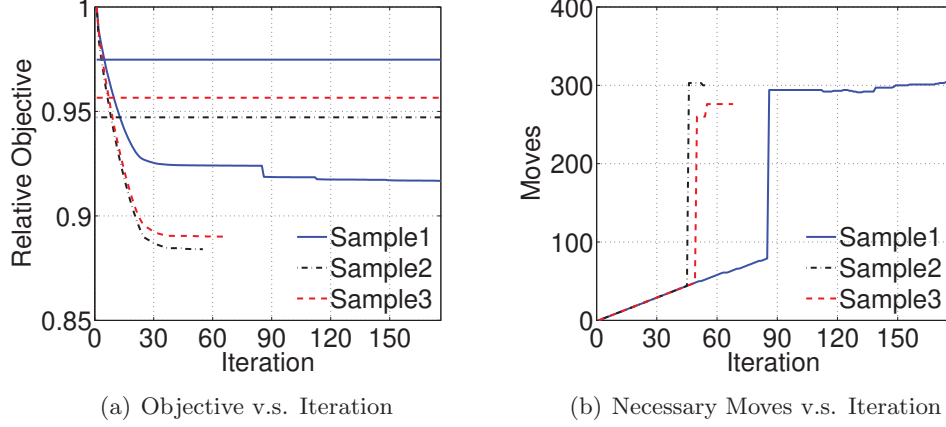 1
0.95
0.9
0.85
Relative Objective
0 30 60 90 120 150
Iteration
Sample1
Sample2
Sample3
(a) Objective v.s. Iteration
400
300
200
100
0
Moves
0 30 60 90 120 150
Iteration
Sample1
Sample2
Sample3
(b) Necessary Moves v.s. Iteration